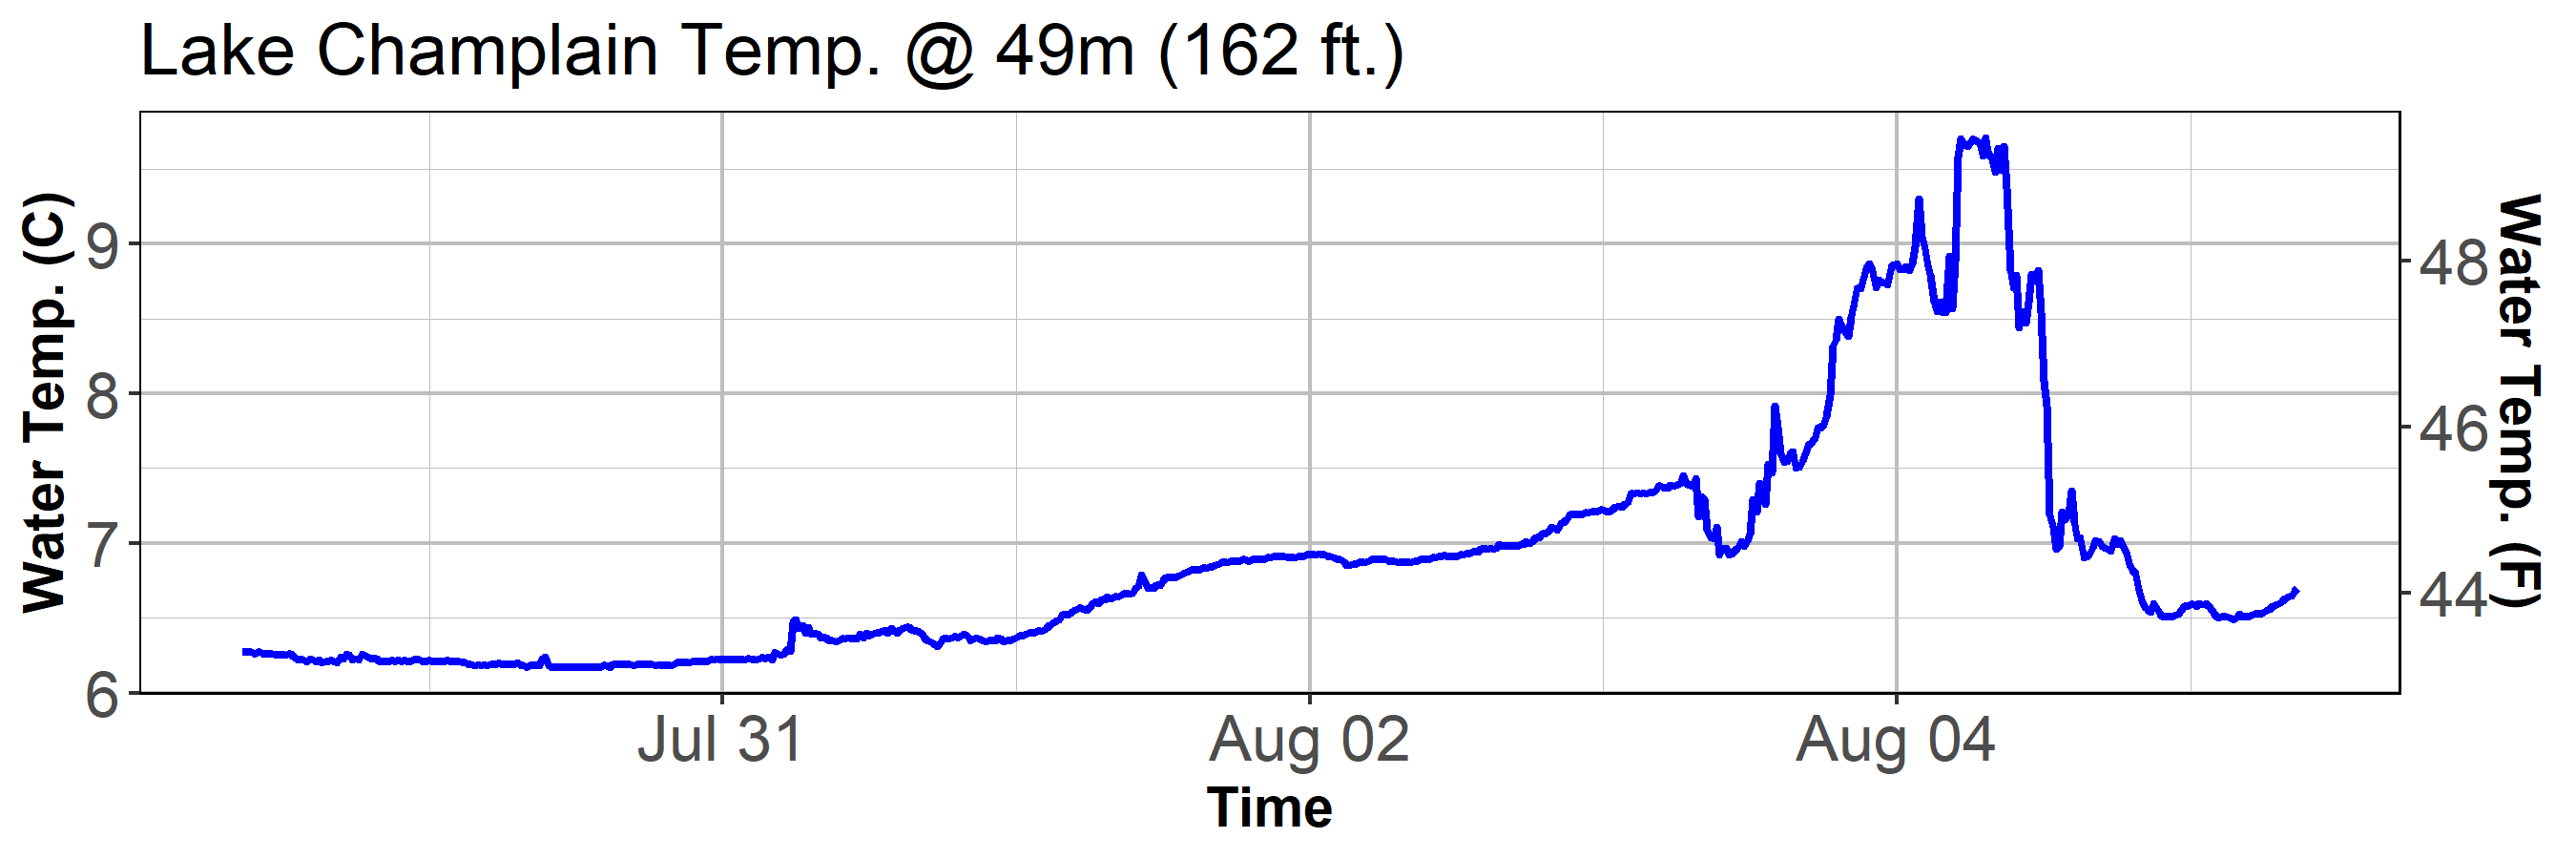 Lake Champlain Temp. @ 49m (162 ft.)
Water Temp. (C)
9
8
7
6
48
46
44
Water Temp. (F)
Jul 31
Aug 02
Aug 04
Time